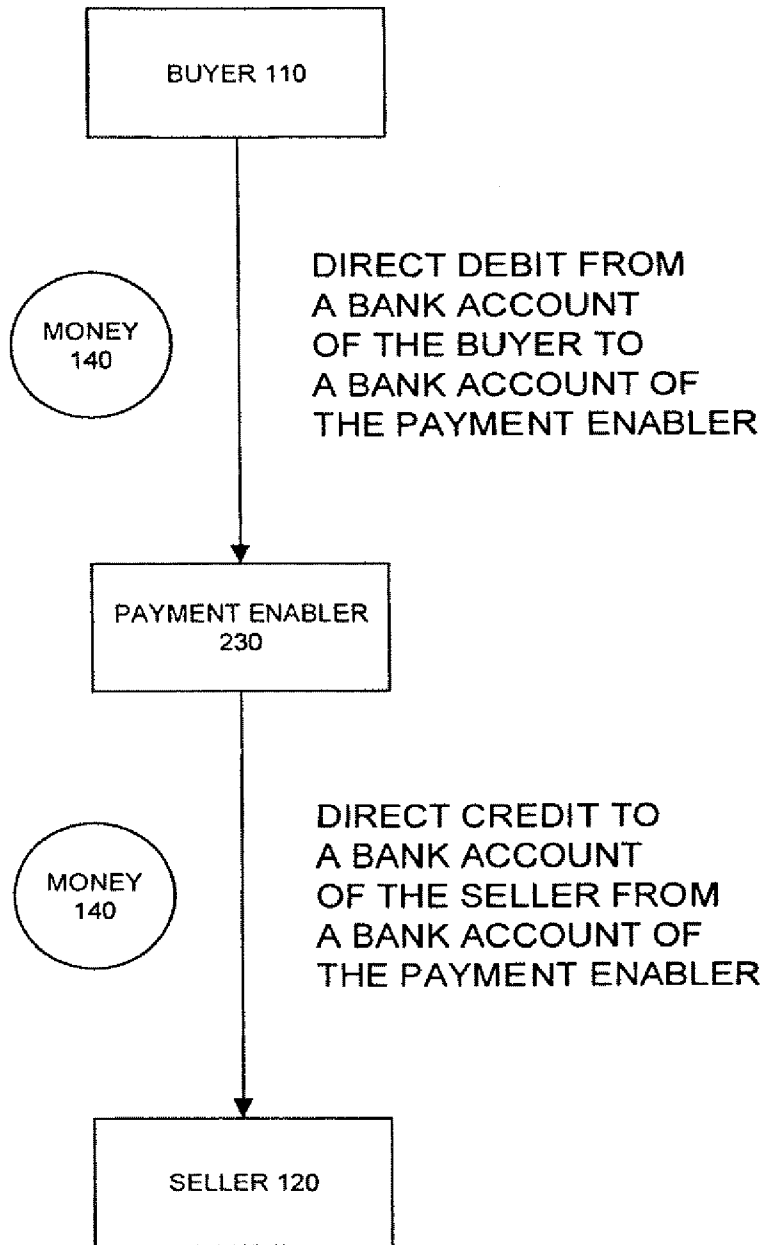 BUYER 110
MONEY
140
DIRECT DEBIT FROM
A BANK ACCOUNT
OF THE BUYER TO
A BANK ACCOUNT OF
THE PAYMENT ENABLER
PAYMENT ENABLER
230
MONEY
140
DIRECT CREDIT TO
A BANK ACCOUNT
OF THE SELLER FROM
A BANK ACCOUNT OF
THE PAYMENT ENABLER
SELLER 120